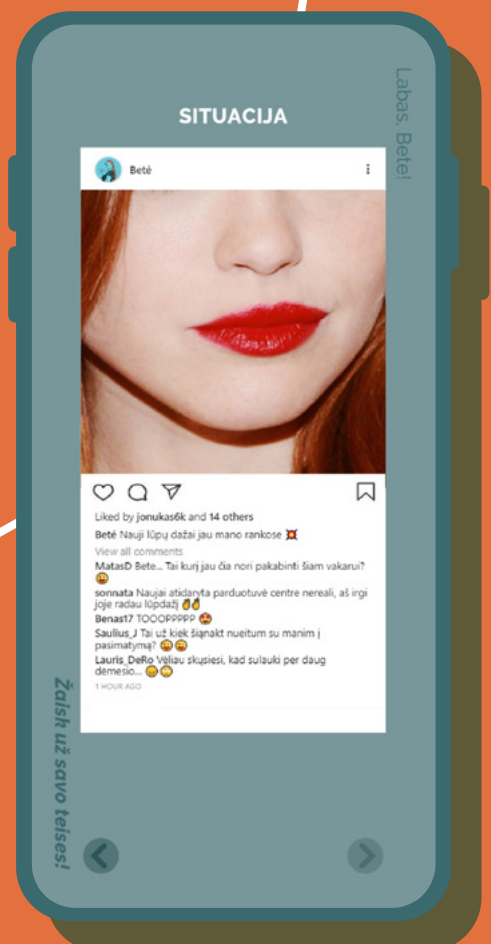 Labas, Bete!
SITUACIJA
Betė
Liked by jonukas6k and 14 others
Betė Nauji lūpų dažai jau mano rankose 💥
View all comments
MatasD Bete... Tai kurį jau čia nori pakabinti šiam vakarui?
😜
sonnata Naujai atidaryta parduotuvė centre nereali, aš irgi
joje radau lūpdažį 👌👌
Benas17 TOOOPPPPP 😍
Saulius_J Tai už kiek šiąnakt nueitum su manim į
pasimatymą? 😜😄
Lauris_DeRo Vėliau skųsiesi, kad sulauki per daug
dėmesio... 😑🙄
1 HOUR AGO
Žaisk už savo teises!